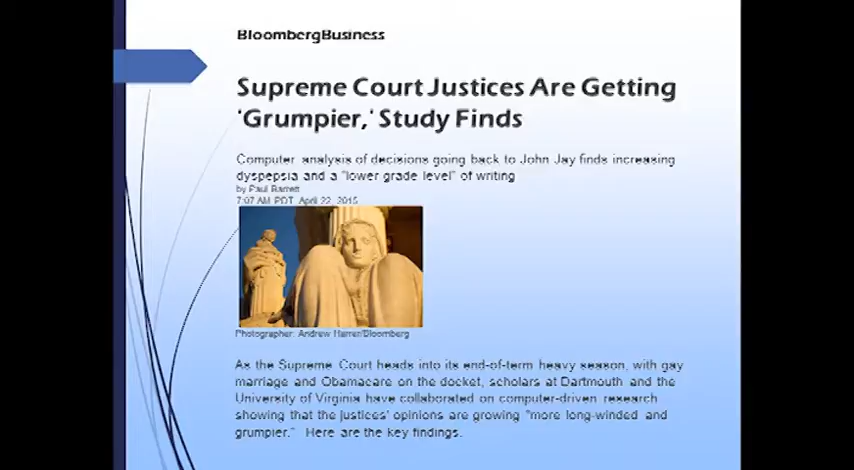 BloombergBusiness
Supreme Court Justices Are Getting
'Grumpier,' Study Finds
Computer analysis of decisions going back to John Jay finds increasing
dyspepsia and a "lower grade level" of writing
by Paul Barrett
7:07 AM PDT April 22, 2015
Photographer: Andrew Harrer/Bloomberg
As the Supreme Court heads into its end-of-term heavy season, with gay
marriage and Obamacare on the docket, scholars at Dartmouth and the
University of Virginia have collaborated on computer-driven research
showing that the justices' opinions are growing "more long-winded and
grumpier." Here are the key findings.